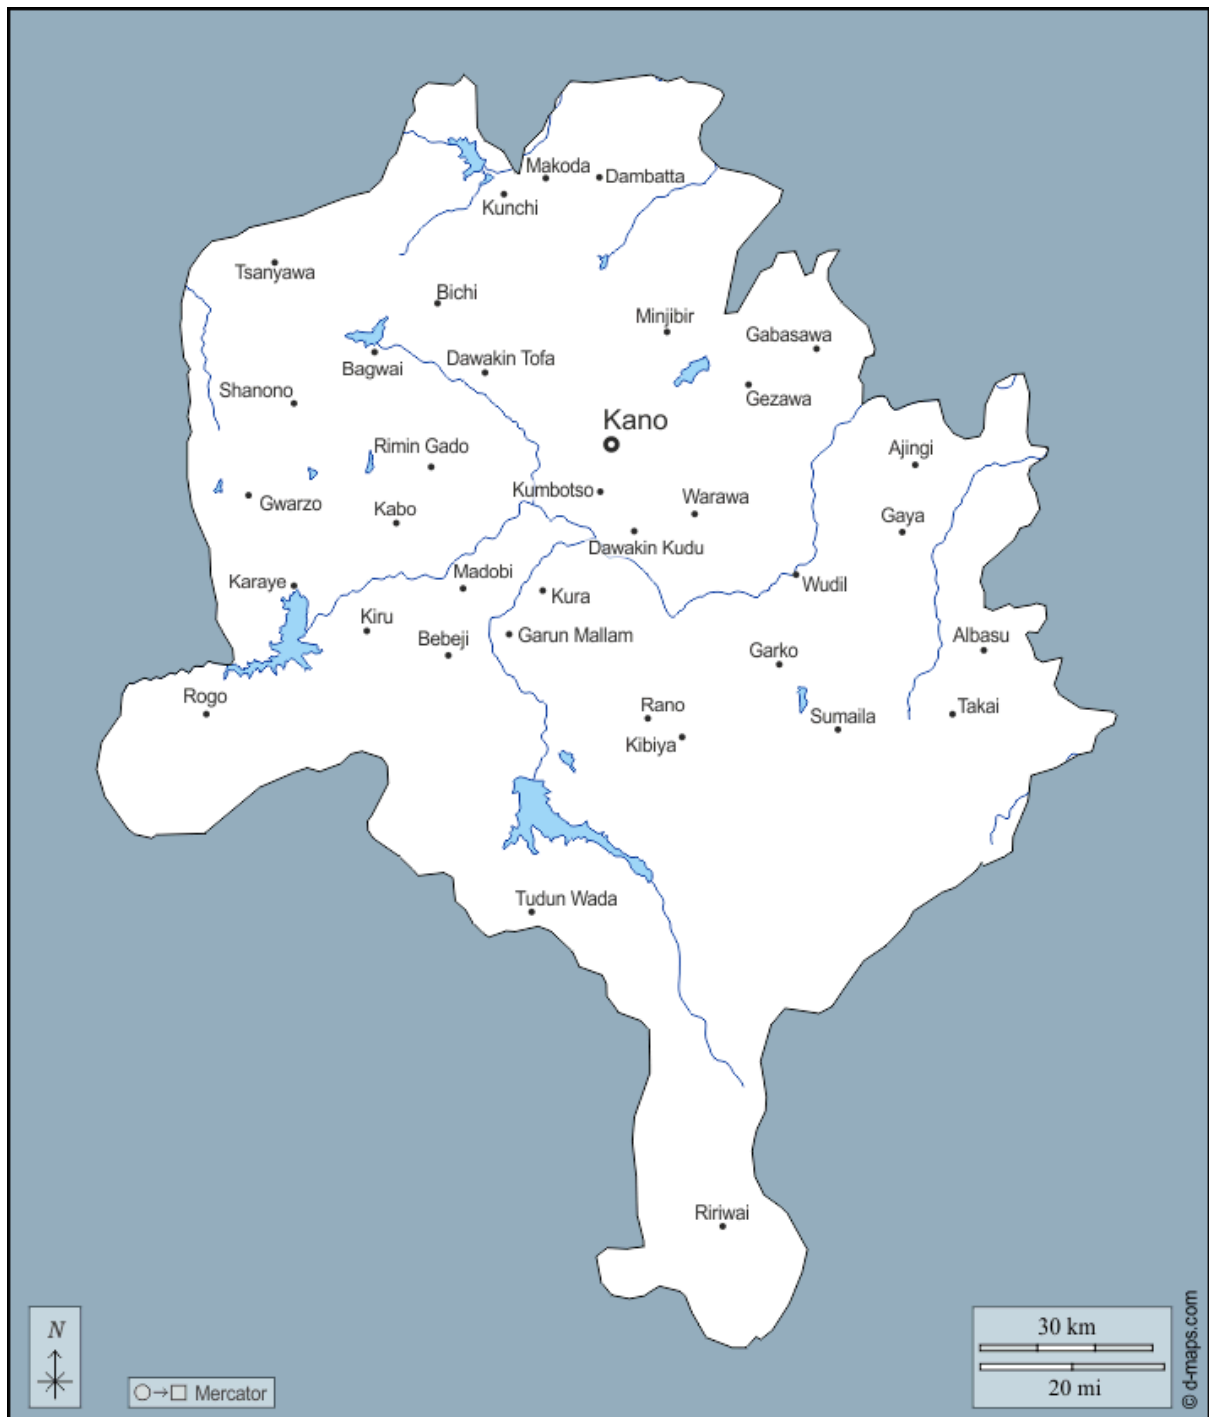 Makoda
Dambatta
Kunchi
Tsanyawa
Bichi
Minjibir
Gabasawa
Dawakin Tofa
Bagwai
Shanono
Gezawa
Kano
Rimin Gado
Ajingi
Kumbotso
Warawa
Gwarzo
Kabo
Gaya
Dawakin Kudu
Madobi
Karaye
Wudil
Kura
Kiru
Bebeji
Garun Mallam
Albasu
Garko
Rogo
Rano
Takai
Sumaila
Kibiya
Tudun Wada
Ririwai
N
Mercator
30 km
20 mi
© d-maps.com